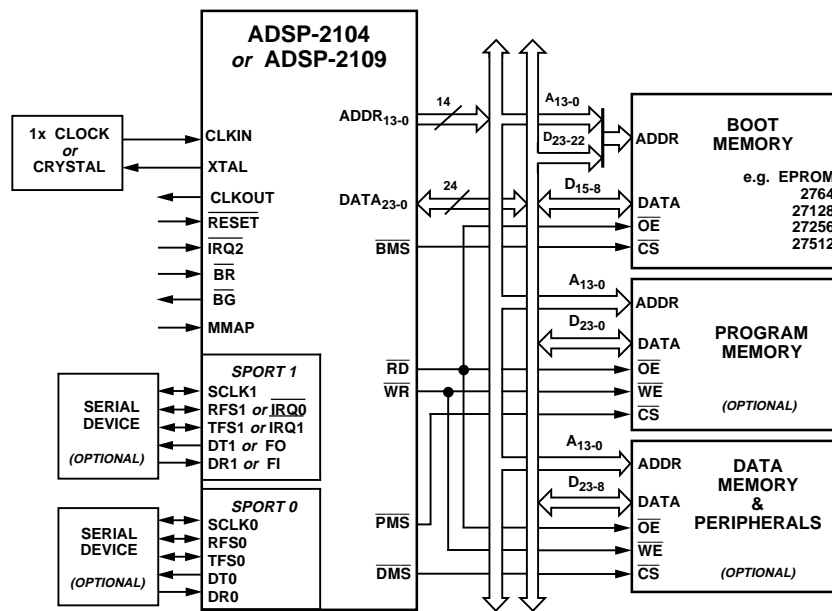 ADSP-2104
or ADSP-2109
1x CLOCK
or
CRYSTAL
CLKIN
XTAL
CLKOUT
RESET
IRQ2
BR
BG
MMAP
ADDR13-0
14
DATA23-0
24
BMS
RD
WR
PMS
DMS
SPORT 1
SCLK1
RFS1 or IRQ0
TFS1 or IRQ1
DT1 or FO
DR1 or FI
SERIAL
DEVICE
(OPTIONAL)
SPORT 0
SCLK0
RFS0
TFS0
DT0
DR0
SERIAL
DEVICE
(OPTIONAL)
A13-0
D23-22
D15-8
ADDR
DATA
OE
CS
BOOT
MEMORY
e.g. EPROM
2764
27128
27256
27512
A13-0
D23-0
ADDR
DATA
OE
WE
CS
PROGRAM
MEMORY
(OPTIONAL)
A13-0
D23-8
ADDR
DATA
OE
WE
CS
DATA
MEMORY
&
PERIPHERALS
(OPTIONAL)